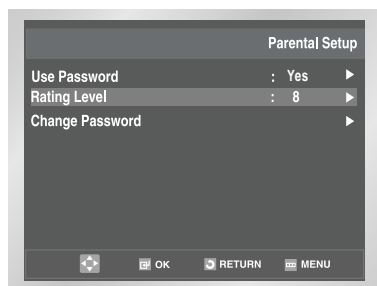 Parental Setup
Use Password : Yes ►
Rating Level : 8 ►
Change Password ►
OK RETURN MENU